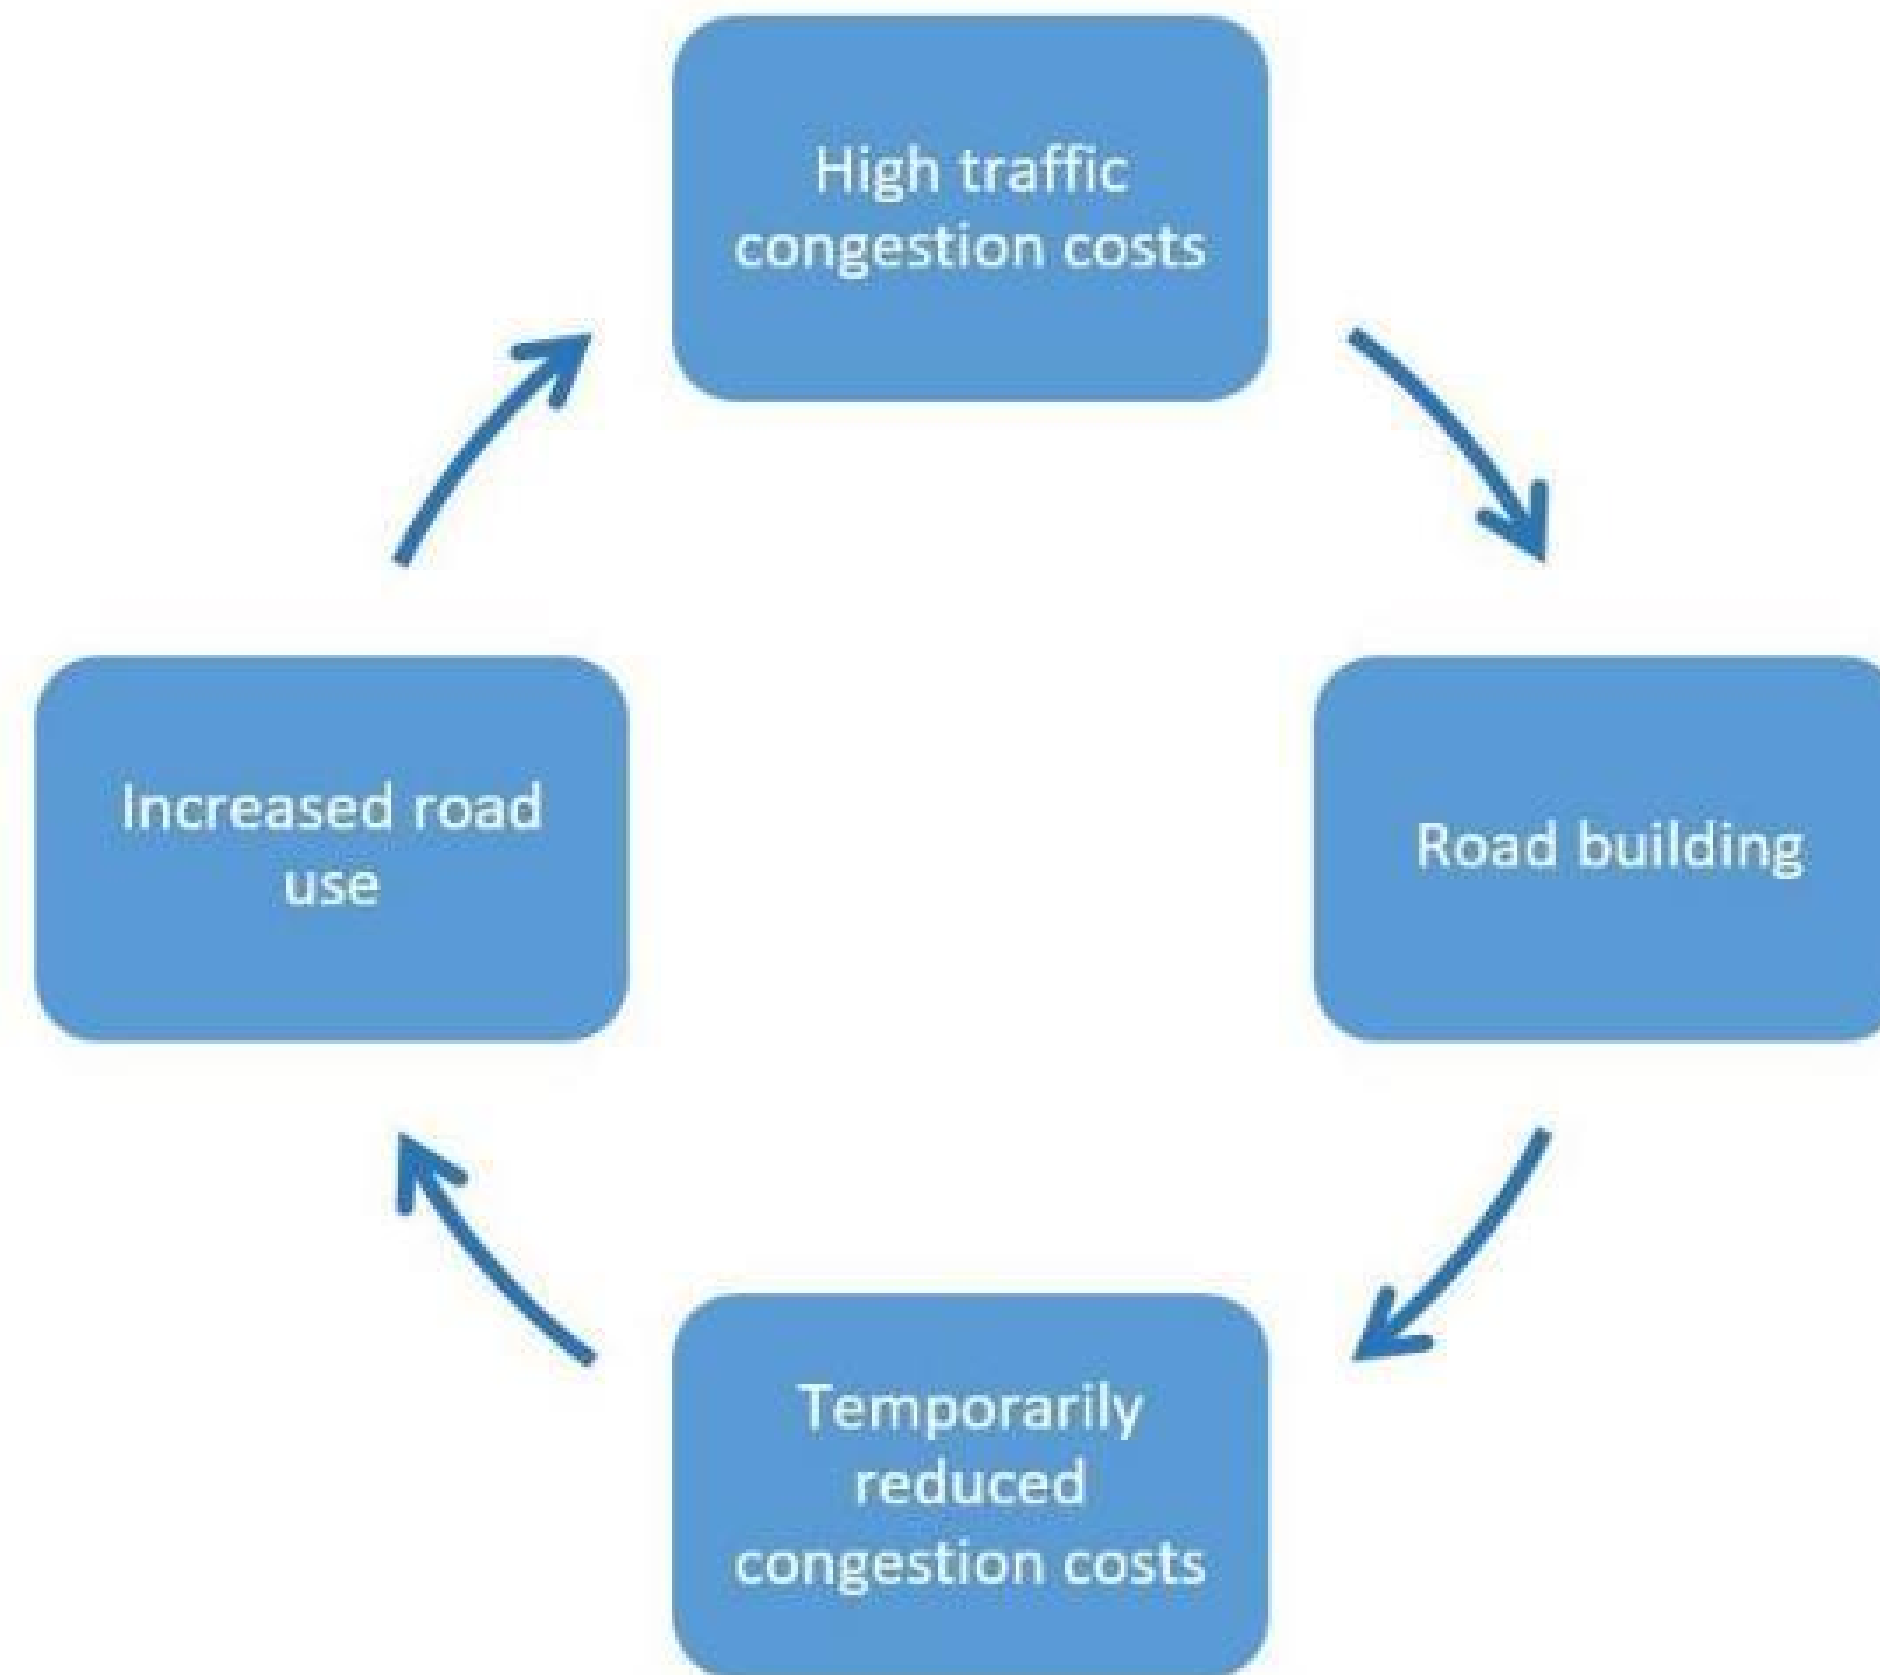 High traffic
congestion costs
Increased road
use
Road building
Temporarily
reduced
congestion costs